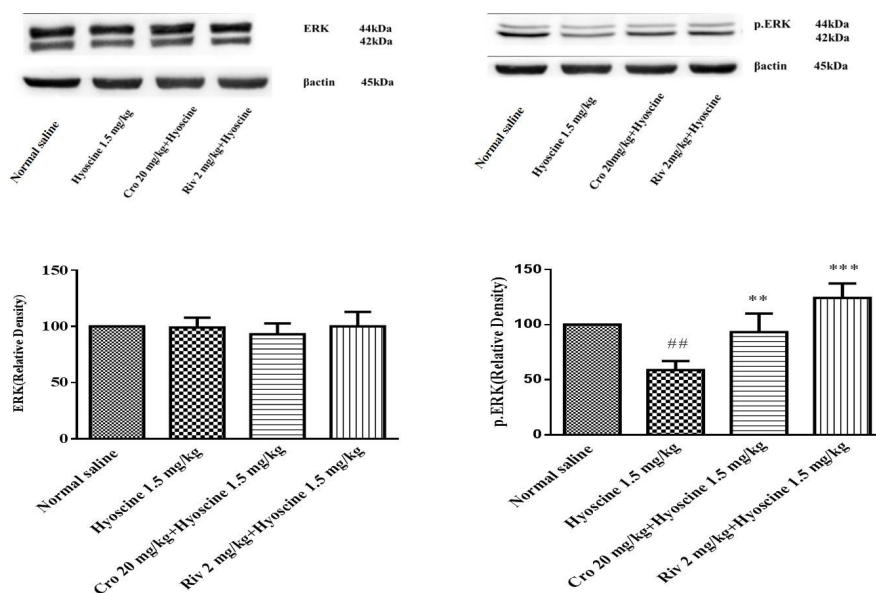 ERK 44kDa
42kDa
βactin 45kDa
Normal saline
Hyoscine 1.5 mg/kg
Cro 20 mg/kg+Hyoscine
Riv 2 mg/kg+Hyoscine
p.ERK 44kDa
42kDa
βactin 45kDa
Normal saline
Hyoscine 1.5 mg/kg
Cro 20mg/kg+Hyoscine
Riv 2mg/kg+Hyoscine
ERK(Relative Density)
150
100
50
0
Normal saline
Hyoscine 1.5 mg/kg
Cro 20 mg/kg+Hyoscine 1.5 mg/kg
Riv 2 mg/kg+Hyoscine 1.5 mg/kg
p.ERK(Relative Density)
150
100
50
0
##
**
***
Normal saline
Hyoscine 1.5 mg/kg
Cro 20 mg/kg+Hyoscine 1.5 mg/kg
Riv 2 mg/kg+Hyoscine 1.5 mg/kg